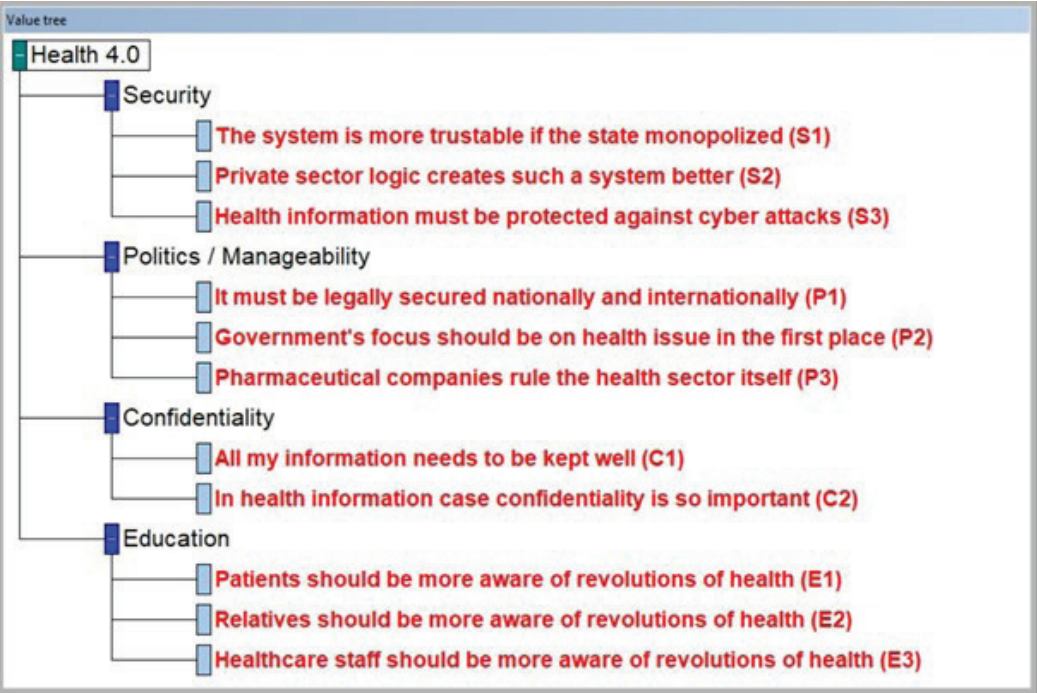 Value tree
Health 4.0
Security
The system is more trustable if the state monopolized (S1)
Private sector logic creates such a system better (S2)
Health information must be protected against cyber attacks (S3)
Politics / Manageability
It must be legally secured nationally and internationally (P1)
Government's focus should be on health issue in the first place (P2)
Pharmaceutical companies rule the health sector itself (P3)
Confidentiality
All my information needs to be kept well (C1)
In health information case confidentiality is so important (C2)
Education
Patients should be more aware of revolutions of health (E1)
Relatives should be more aware of revolutions of health (E2)
Healthcare staff should be more aware of revolutions of health (E3)